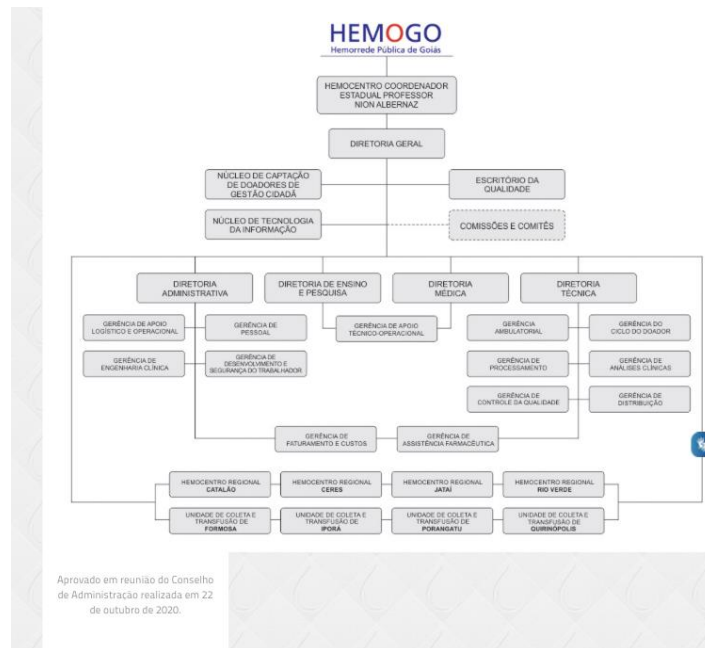 HEMOGO
Hemorrede Pública de Goiás
HEMOCENTRO COORDENADOR
ESTADUAL PROFESSOR
NION ALBERNAZ
DIRETORIA GERAL
NÚCLEO DE CAPTAÇÃO
DE DOADORES DE
GESTÃO CIDADÃ
ESCRITÓRIO DA
QUALIDADE
NÚCLEO DE TECNOLOGIA
DA INFORMAÇÃO
COMISSÕES E COMITÊS
DIRETORIA
ADMINISTRATIVA
DIRETORIA DE ENSINO
E PESQUISA
DIRETORIA
MÉDICA
DIRETORIA
TÉCNICA
GERÊNCIA DE APOIO
LOGÍSTICO E OPERACIONAL
GERÊNCIA DE
PESSOAL
GERÊNCIA DE APOIO
TÉCNICO-OPERACIONAL
GERÊNCIA
AMBULATORIAL
GERÊNCIA DO
CICLO DO DOADOR
GERÊNCIA DE
ENGENHARIA CLÍNICA
GERÊNCIA DE
DESENVOLVIMENTO E
SEGURANÇA DO TRABALHADOR
GERÊNCIA DE
PROCESSAMENTO
GERÊNCIA DE
ANÁLISES CLÍNICAS
GERÊNCIA DE
CONTROLE DA QUALIDADE
GERÊNCIA DE
DISTRIBUIÇÃO
GERÊNCIA DE
FATURAMENTO E CUSTOS
GERÊNCIA DE
ASSISTÊNCIA FARMACÊUTICA
HEMOCENTRO REGIONAL
CATALÃO
HEMOCENTRO REGIONAL
CERES
HEMOCENTRO REGIONAL
JATAÍ
HEMOCENTRO REGIONAL
RIO VERDE
UNIDADE DE COLETA E
TRANSFUSÃO DE
FORMOSA
UNIDADE DE COLETA E
TRANSFUSÃO DE
IPORÁ
UNIDADE DE COLETA E
TRANSFUSÃO DE
PORANGATU
UNIDADE DE COLETA E
TRANSFUSÃO DE
QUIRINÓPOLIS
Aprovado em reunião do Conselho
de Administração realizada em 22
de outubro de 2020.